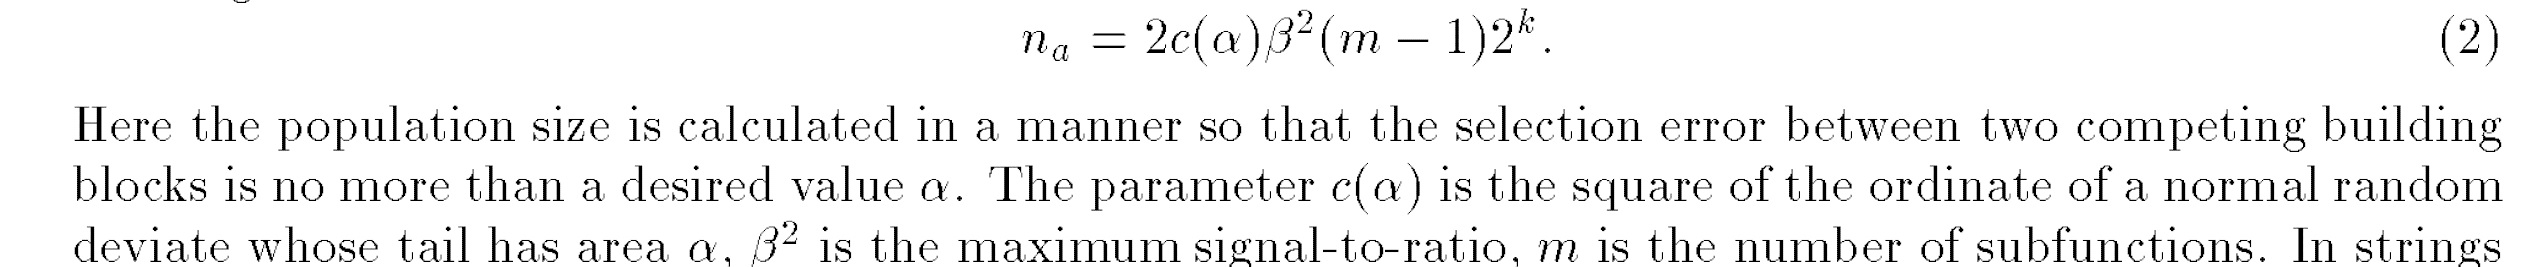 n_a = 2c(α)β²(m − 1)2^k. (2)
Here the population size is calculated in a manner so that the selection error between two competing building
blocks is no more than a desired value α. The parameter c(α) is the square of the ordinate of a normal random
deviate whose tail has area α, β² is the maximum signal-to-ratio, m is the number of subfunctions. In strings